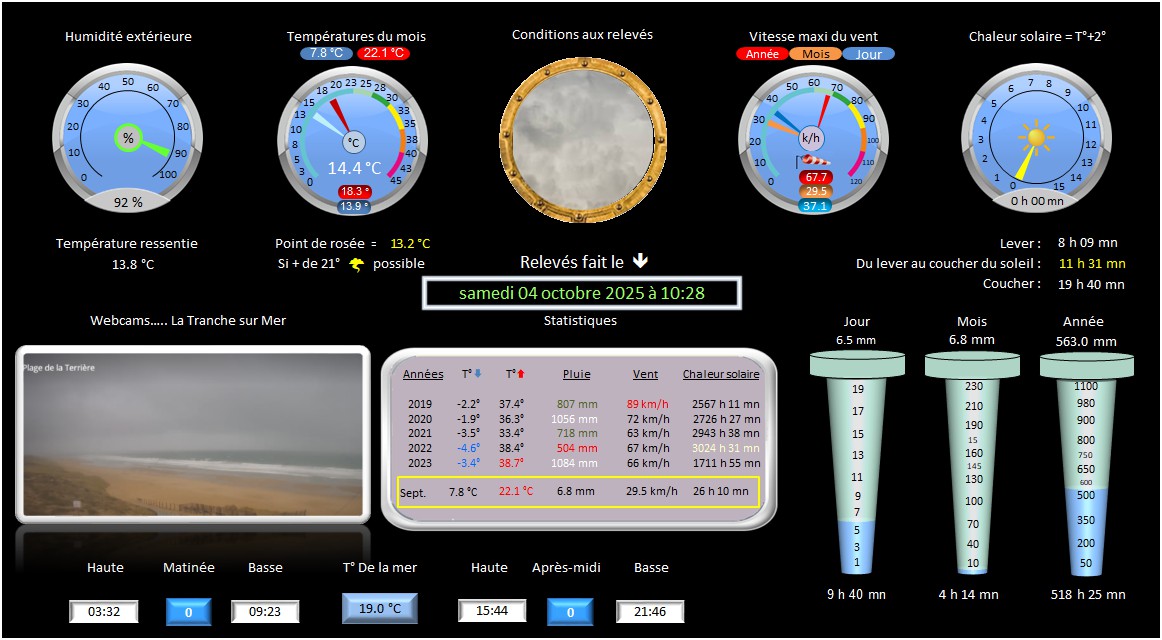 Humidité extérieure
Températures du mois
Conditions aux relevés
Vitesse maxi du vent
Chaleur solaire = T°+2°
7.8 °C 22.1 °C
Année Mois Jour
0 10 20 30 40 50 60 70 80 90 100
%
92 %
0 3 5 8 10 13 15 18 20 23 25 28 30 33 35 38 40 43 45
°C
14.4 °C
18.3 °
13.9 °
0 10 20 30 40 50 60 70 80 90 100 110 120
k/h
67.7
29.5
37.1
0 1 2 3 4 5 6 7 8 9 10 11 12 13 14 15
0 h 00 mn
Température ressentie
13.8 °C
Point de rosée = 13.2 °C
Si + de 21° possible
Relevés fait le
samedi 04 octobre 2025 à 10:28
Lever : 8 h 09 mn
Du lever au coucher du soleil : 11 h 31 mn
Coucher : 19 h 40 mn
Webcams..... La Tranche sur Mer
Plage de la Terrière
Statistiques
Années T° T° Pluie Vent Chaleur solaire
2019 -2.2° 37.4° 807 mm 89 km/h 2567 h 11 mn
2020 -1.9° 36.3° 1056 mm 72 km/h 2726 h 27 mn
2021 -3.5° 33.4° 718 mm 63 km/h 2943 h 38 mn
2022 -4.6° 38.4° 504 mm 67 km/h 3024 h 31 mn
2023 -3.4° 38.7° 1084 mm 66 km/h 1711 h 55 mn
Sept. 7.8 °C 22.1 °C 6.8 mm 29.5 km/h 26 h 10 mn
Jour
6.5 mm
19
17
15
13
11
9
7
5
3
1
9 h 40 mn
Mois
6.8 mm
230
210
190
15
160
145
130
100
70
40
10
4 h 14 mn
Année
563.0 mm
1100
980
900
800
750
650
600
500
350
200
50
518 h 25 mn
Haute Matinée Basse
03:32 0 09:23
T° De la mer
19.0 °C
Haute Après-midi Basse
15:44 0 21:46